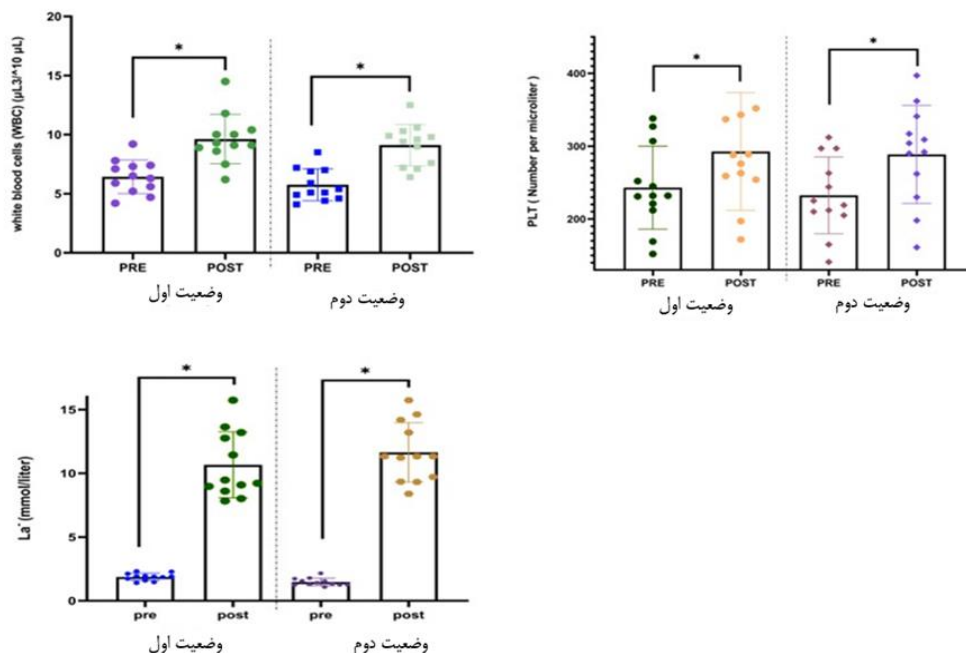 white blood cells (WBC) (µL3/^10 µL)
20
15
10
5
0
*
*
PRE
POST
PRE
POST
وضعیت اول
وضعیت دوم
PLT ( Number per microliter )
400
300
200
*
*
PRE
POST
PRE
POST
وضعیت اول
وضعیت دوم
La⁻ (mmol/liter)
15
10
5
0
*
*
pre
post
pre
post
وضعیت اول
وضعیت دوم